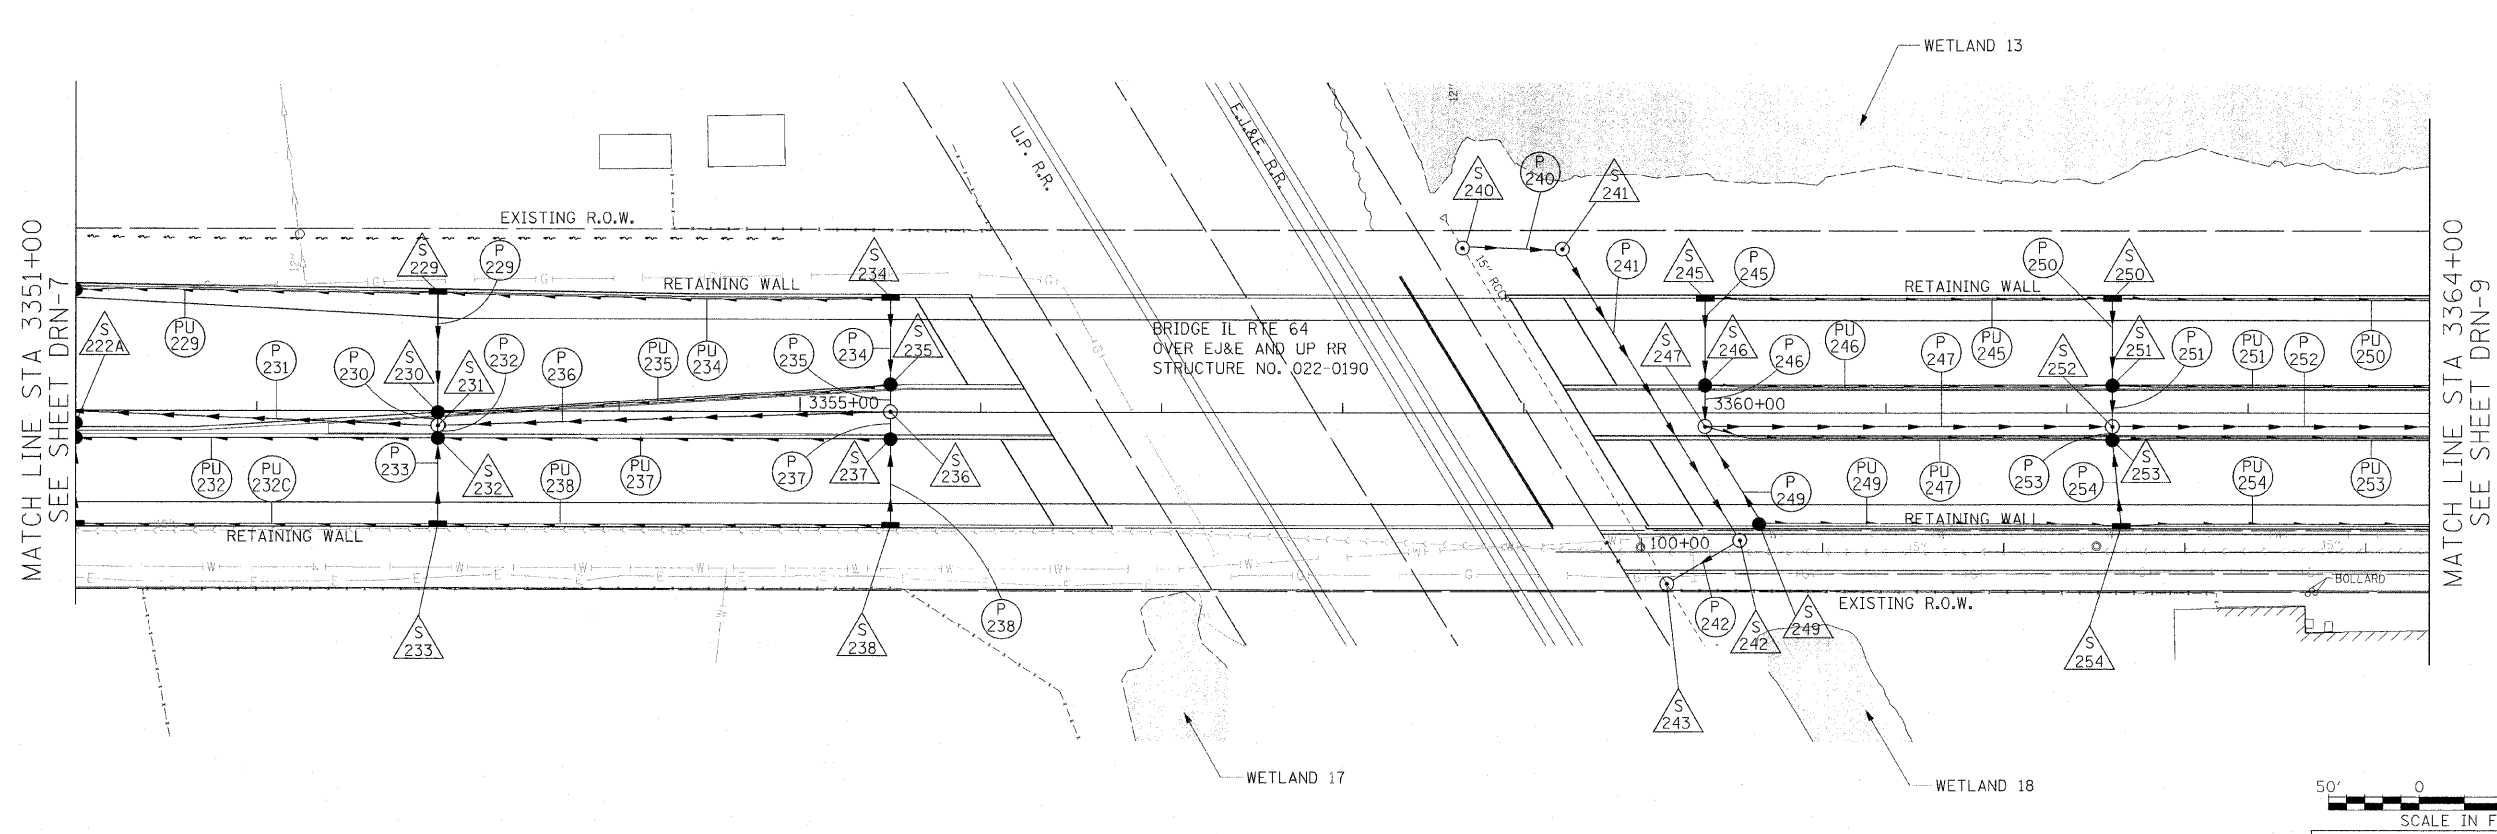 WETLAND 13
12"
U.P. R.R.
E.J.&E. R.R.
MATCH LINE STA 3351+00
SEE SHEET DRN-7
EXISTING R.O.W.
12"
S 240
P 240
S 241
S 229
P 229
S 234
P 241
S 245
P 245
P 250
S 250
RETAINING WALL
RETAINING WALL
15" RCCP
S 222A
PU 229
P 231
P 230
S 230
S 231
P 232
P 236
PU 235
PU 234
P 235
P 234
S 235
BRIDGE IL RTE 64
OVER EJ&E AND UP RR
STRUCTURE NO. 022-0190
S 247
S 246
P 246
PU 246
P 247
PU 245
S 252
S 251
P 251
PU 251
P 252
PU 250
3355+00
3360+00
PU 232
PU 232C
P 233
S 232
PU 238
PU 237
P 237
S 237
S 236
P 249
PU 249
PU 247
P 253
P 254
S 253
PU 254
PU 253
RETAINING WALL
RETAINING WALL
100+00
15"
15"
BOLLARD
EXISTING R.O.W.
S 233
S 238
P 238
P 242
S 242
S 249
S 254
S 243
WETLAND 17
WETLAND 18
MATCH LINE STA 3364+00
SEE SHEET DRN-9
50' 0
SCALE IN F